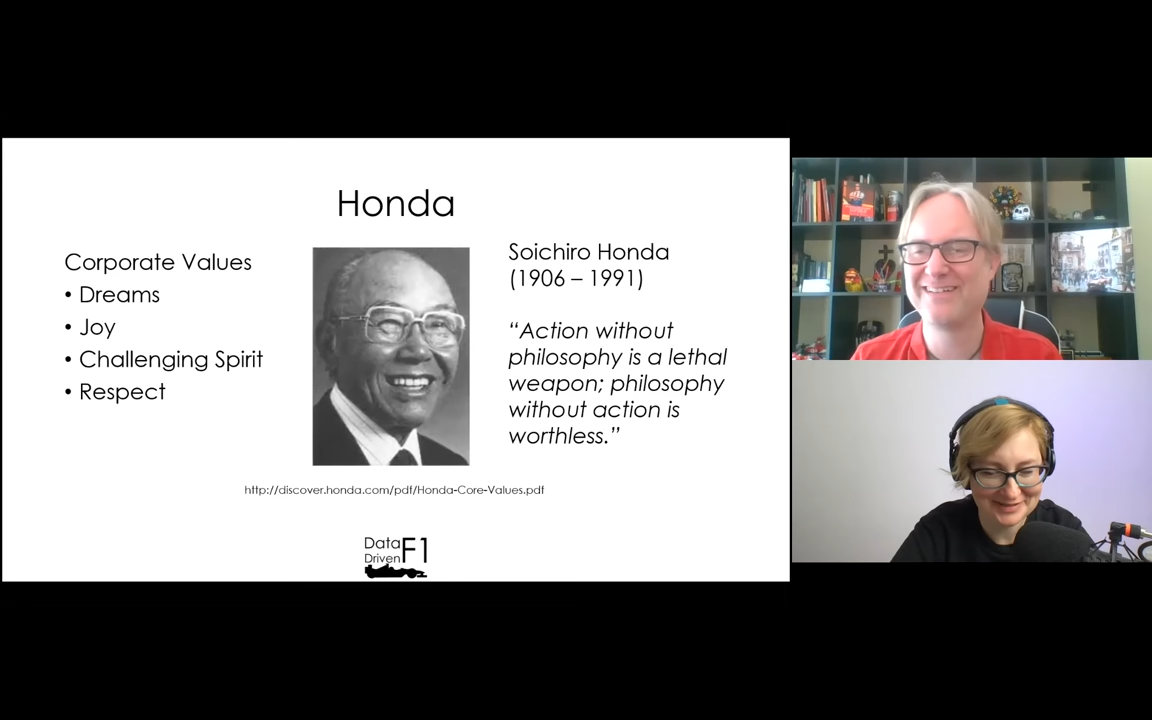 Honda
Corporate Values
• Dreams
• Joy
• Challenging Spirit
• Respect
Soichiro Honda
(1906 – 1991)
“Action without
philosophy is a lethal
weapon; philosophy
without action is
worthless.”
http://discover.honda.com/pdf/Honda-Core-Values.pdf
Data
Driven F1